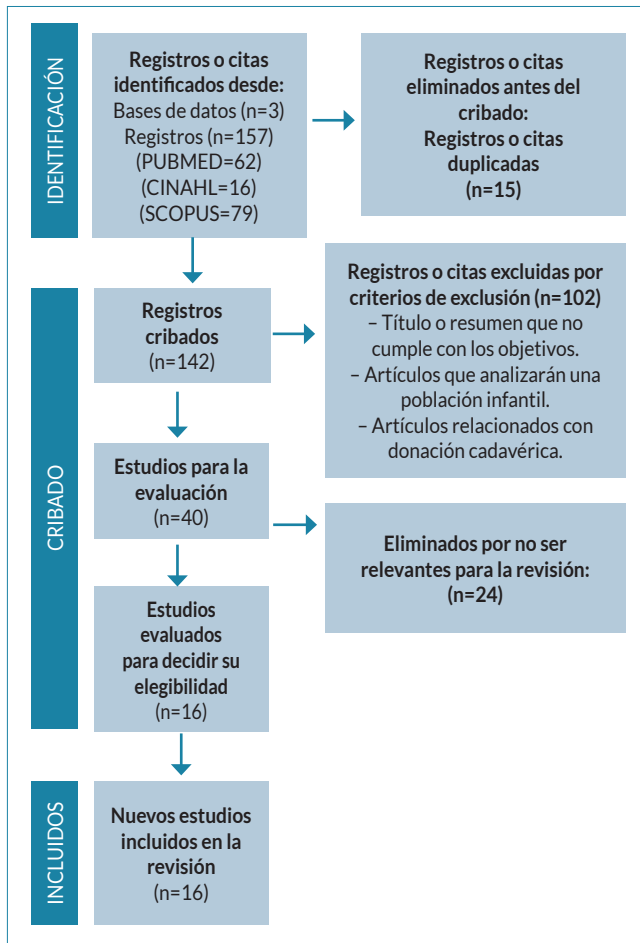 IDENTIFICACIÓN
Registros o citas
identificados desde:
Bases de datos (n=3)
Registros (n=157)
(PUBMED=62)
(CINAHL=16)
(SCOPUS=79)
Registros o citas
eliminados antes del
cribado:
Registros o citas
duplicadas
(n=15)
CRIBADO
Registros
cribados
(n=142)
Registros o citas excluidas por
criterios de exclusión (n=102)
– Título o resumen que no
cumple con los objetivos.
– Artículos que analizarán una
población infantil.
– Artículos relacionados con
donación cadavérica.
Estudios para la
evaluación
(n=40)
Eliminados por no ser
relevantes para la revisión:
(n=24)
Estudios
evaluados
para decidir su
elegibilidad
(n=16)
INCLUIDOS
Nuevos estudios
incluidos en la
revisión
(n=16)